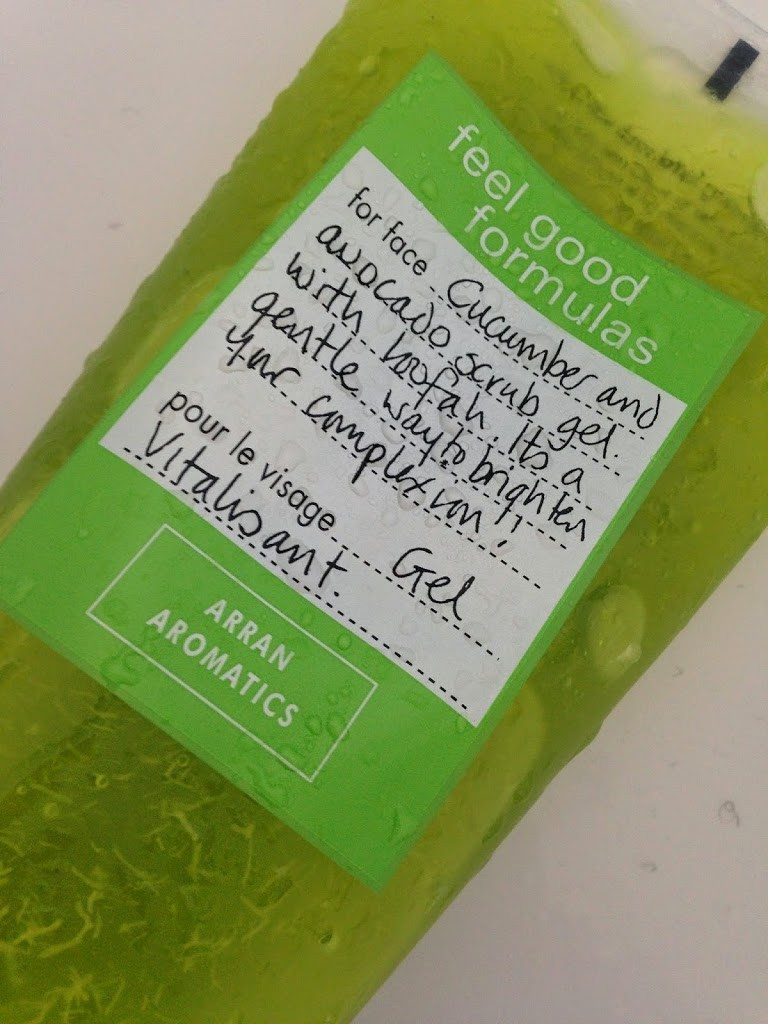 feel good
formulas
for face Cucumber and
avocado scrub gel.
with loofah. Its a
gentle way to brighten
your complexion!
pour le visage Gel
Vitalisant.
ARRAN
AROMATICS